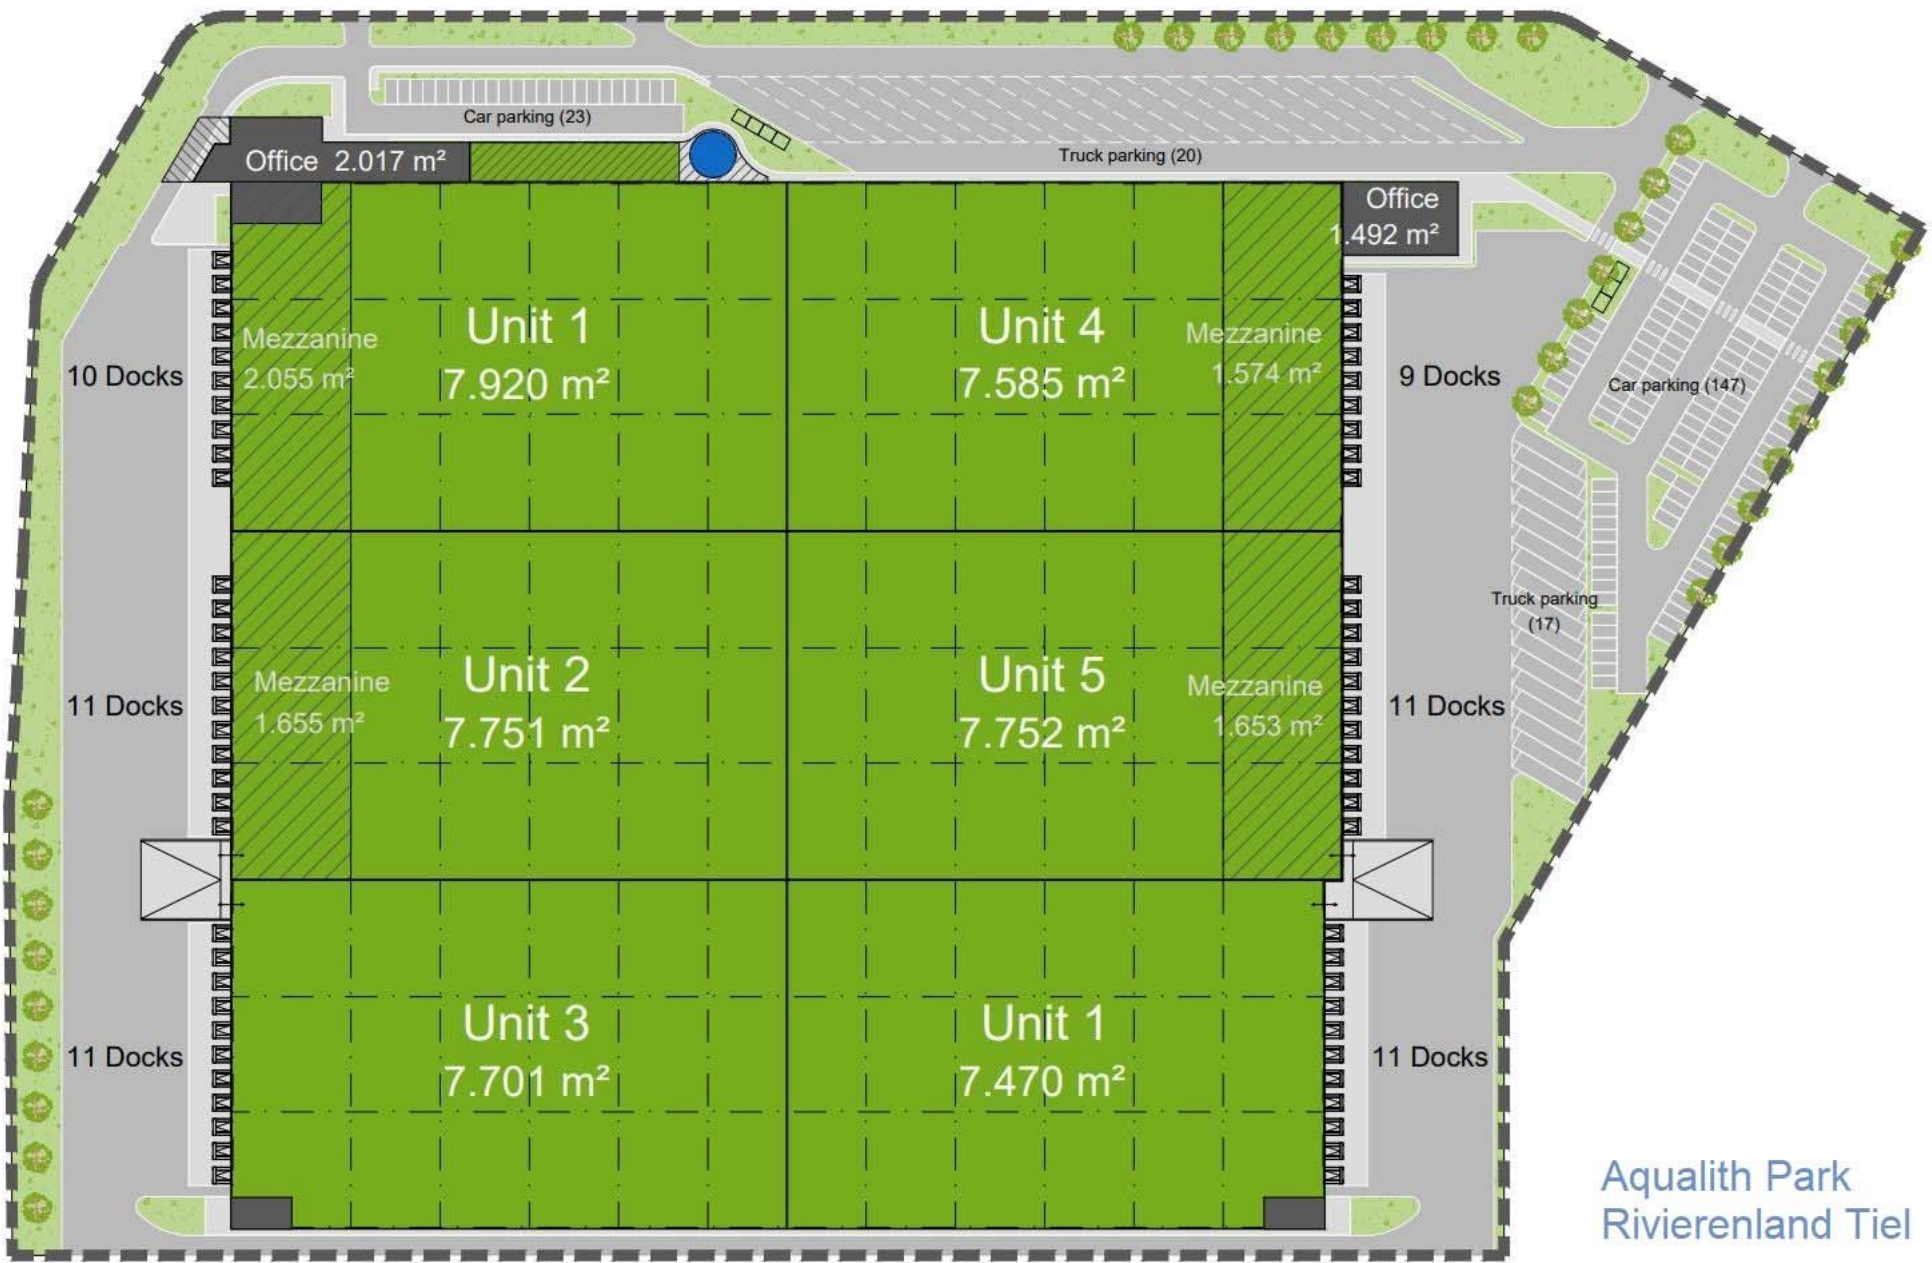 Car parking (23)
Office 2.017 m²
Truck parking (20)
Office
1.492 m²
Unit 1
7.920 m²
Mezzanine
2.055 m²
Unit 4
7.585 m²
Mezzanine
1.574 m²
10 Docks
9 Docks
Car parking (147)
Truck parking
(17)
Unit 2
7.751 m²
Mezzanine
1.655 m²
Unit 5
7.752 m²
Mezzanine
1.653 m²
11 Docks
11 Docks
Unit 3
7.701 m²
Unit 1
7.470 m²
11 Docks
11 Docks
Aqualith Park
Rivierenland Tiel